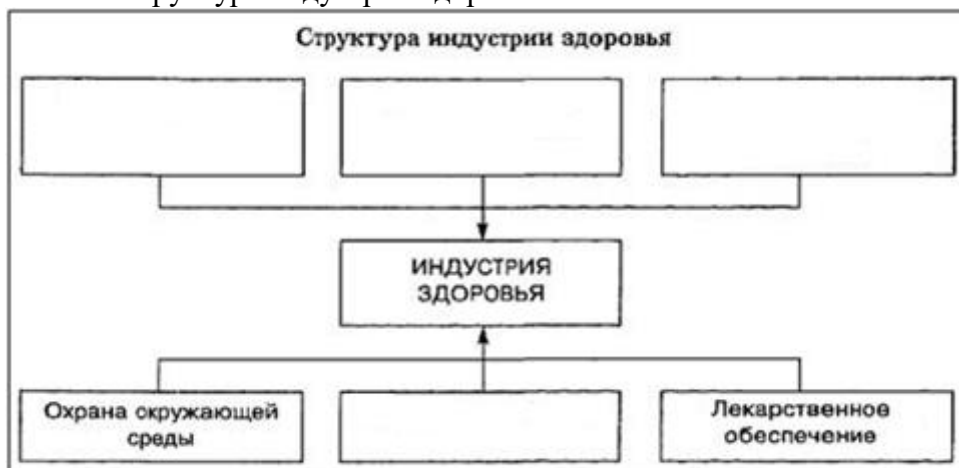 Структура индустрии здоровья
ИНДУСТРИЯ
ЗДОРОВЬЯ
Охрана окружающей
среды
Лекарственное
обеспечение